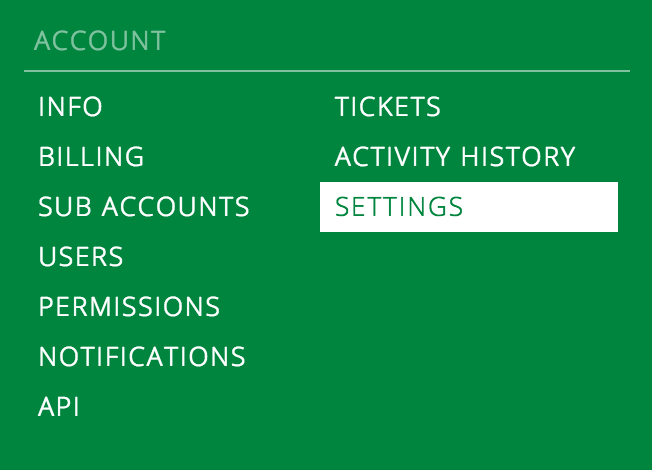 ACCOUNT
INFO
BILLING
SUB ACCOUNTS
USERS
PERMISSIONS
NOTIFICATIONS
API
TICKETS
ACTIVITY HISTORY
SETTINGS